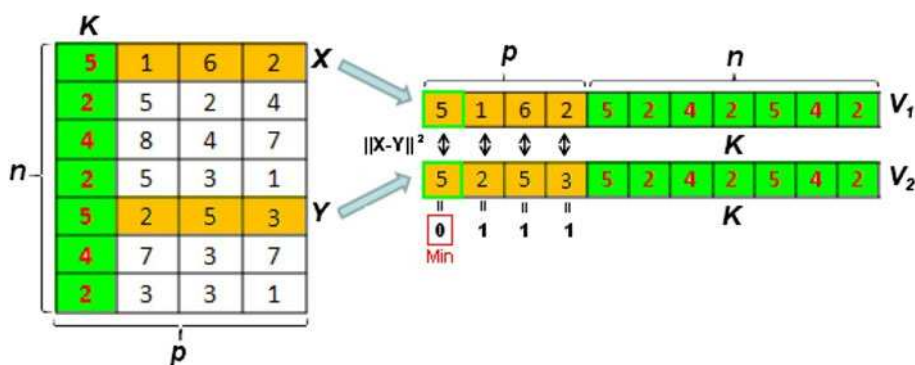 K
5 1 6 2 X
2 5 2 4
4 8 4 7
n 2 5 3 1
5 2 5 3 Y
4 7 3 7
2 3 3 1
p
p n
5 1 6 2 5 2 4 2 5 4 2 V₁
||X-Y||² K
5 2 5 3 5 2 4 2 5 4 2 V₂
= = = =
0 1 1 1 K
Min